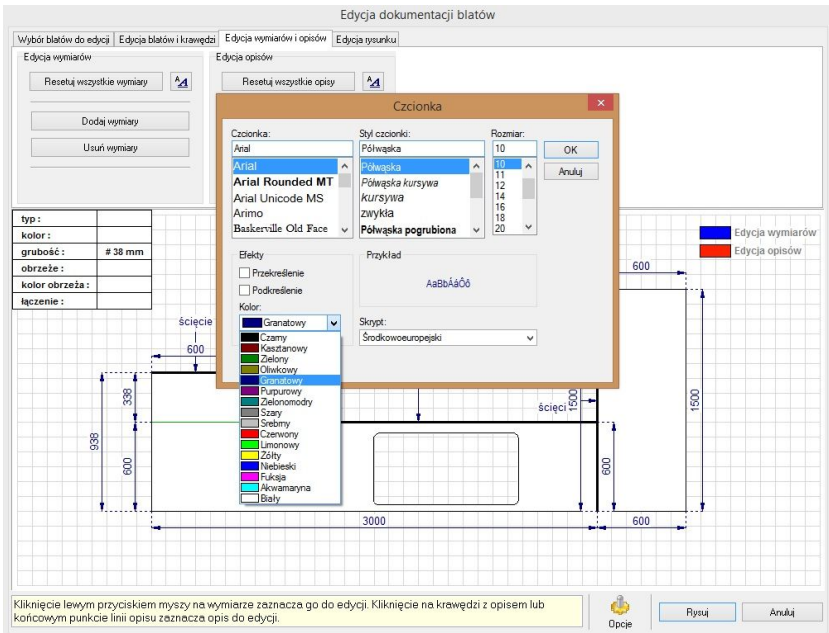 Edycja dokumentacji blatów
Wybór blatów do edycji Edycja blatów i krawędzi Edycja wymiarów i opisów Edycja rysunku
Edycja wymiarów
Resetuj wszystkie wymiary AA
Dodaj wymiary
Usuń wymiary
Edycja opisów
Resetuj wszystkie opisy AA
Czcionka
Czcionka:
Arial
Arial
Arial Rounded MT
Arial Unicode MS
Arimo
Baskerville Old Face
Styl czcionki:
Półwąska
Półwąska
Półwąska kursywa
kursywa
zwykła
Półwąska pogrubiona
Rozmiar:
10
10
11
12
14
16
18
20
OK
Anuluj
Efekty
Przekreślenie
Podkreślenie
Kolor:
Granatowy
Czarny
Kasztanowy
Zielony
Oliwkowy
Granatowy
Purpurowy
Zielonomodry
Szary
Srebrny
Czerwony
Limonowy
Żółty
Niebieski
Fuksja
Akwamaryna
Biały
Przykład
AaBbÁáÔô
Skrypt:
Środkowoeuropejski
typ :
kolor :
grubość : # 38 mm
obrzeże :
kolor obrzeża :
łączenie :
Edycja wymiarów
Edycja opisów
600
ścięcie
600
338
938
600
ścięci
1500
1500
600
3000
600
Kliknięcie lewym przyciskiem myszy na wymiarze zaznacza go do edycji. Kliknięcie na krawędzi z opisem lub
końcowym punkcie linii opisu zaznacza opis do edycji.
Opcje
Rysuj
Anuluj